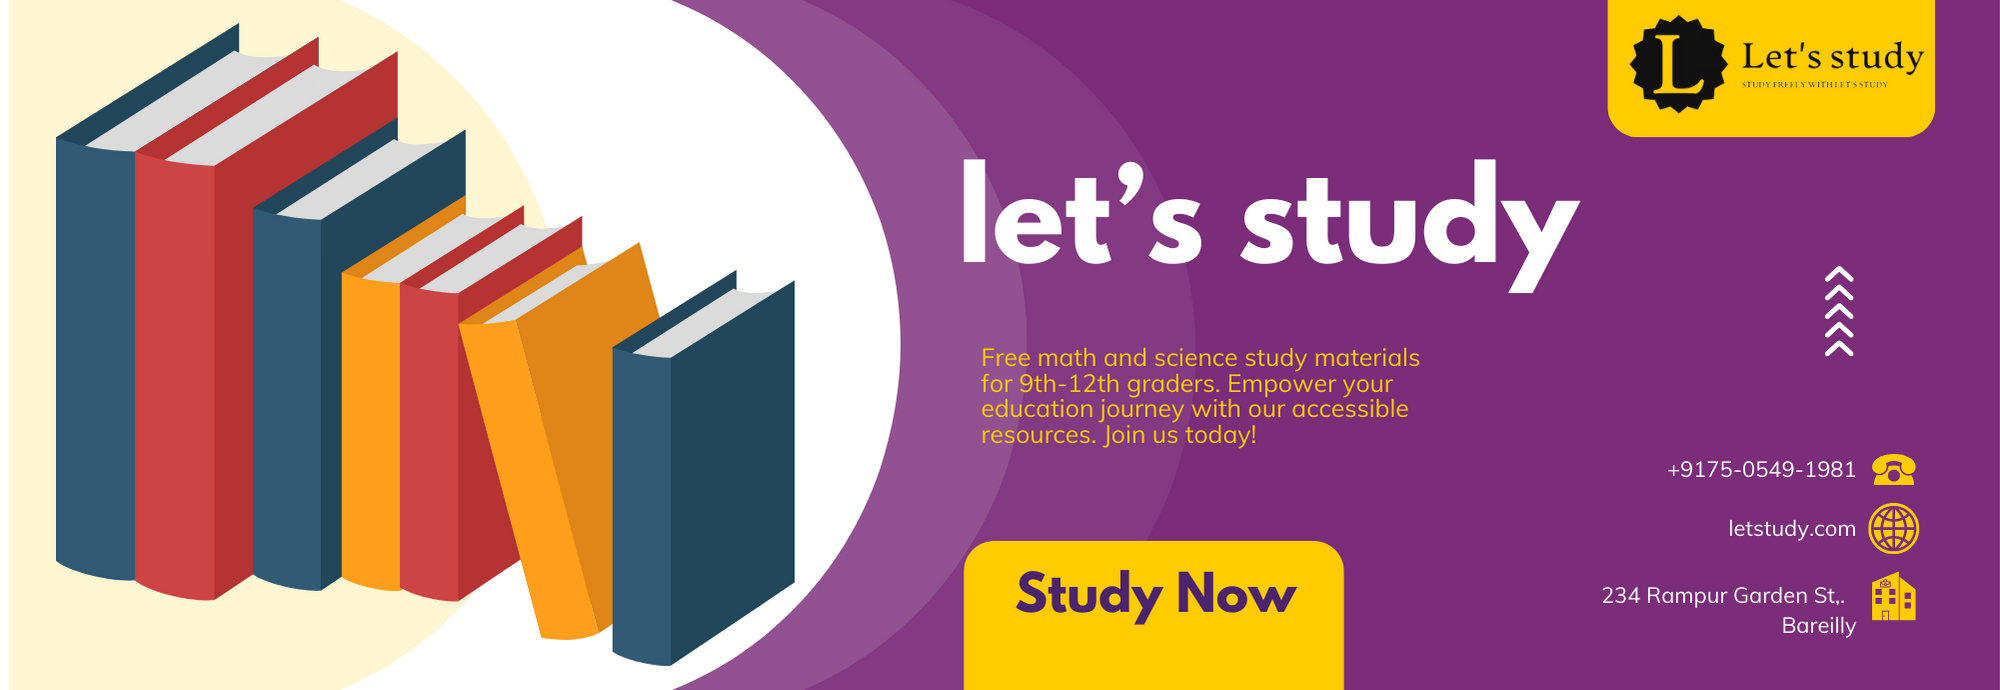 Let's study
STUDY FREELY WITH LET'S STUDY
let’s study
Free math and science study materials
for 9th-12th graders. Empower your
education journey with our accessible
resources. Join us today!
+9175-0549-1981
letstudy.com
234 Rampur Garden St,.
Bareilly
Study Now
L